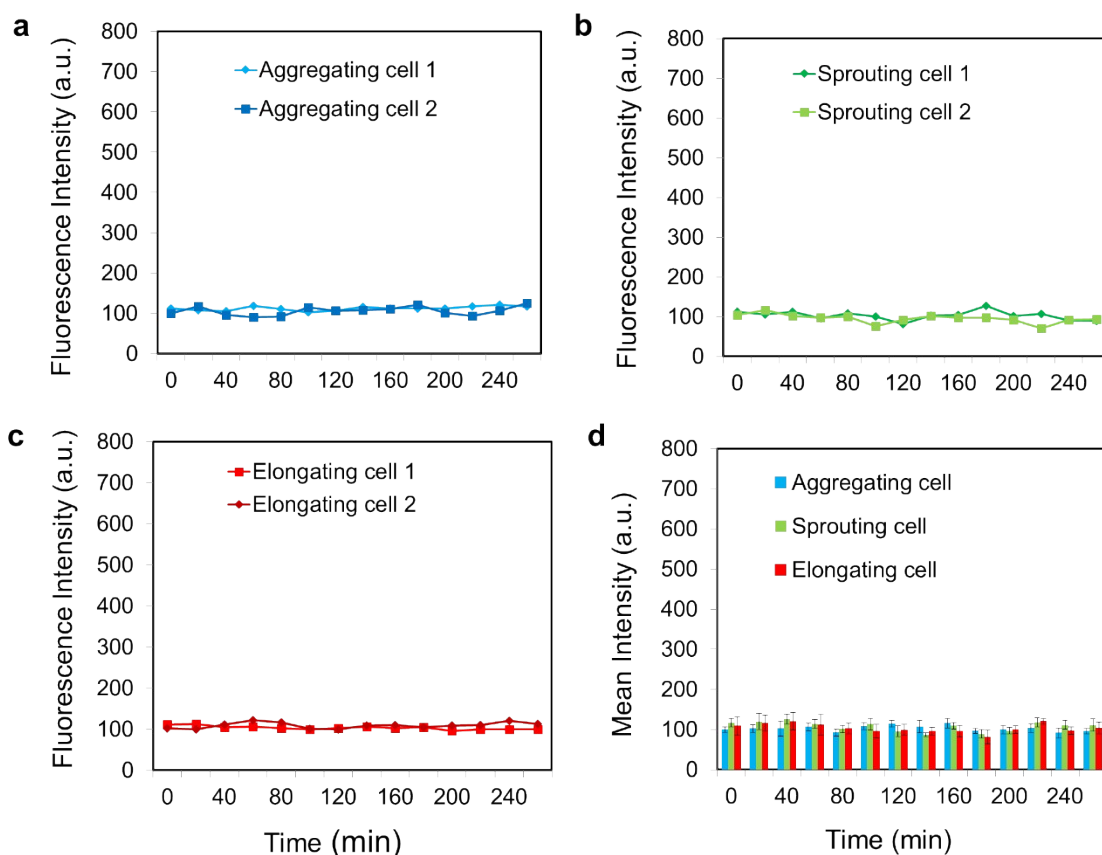 a
Fluorescence Intensity (a.u.)
800
700
600
500
400
300
200
100
0
Aggregating cell 1
Aggregating cell 2
0 40 80 120 160 200 240
b
Fluorescence Intensity (a.u.)
800
700
600
500
400
300
200
100
0
Sprouting cell 1
Sprouting cell 2
0 40 80 120 160 200 240
c
Fluorescence Intensity (a.u.)
800
700
600
500
400
300
200
100
0
Elongating cell 1
Elongating cell 2
0 40 80 120 160 200 240
Time (min)
d
Mean Intensity (a.u.)
800
700
600
500
400
300
200
100
0
Aggregating cell
Sprouting cell
Elongating cell
0 40 80 120 160 200 240
Time (min)